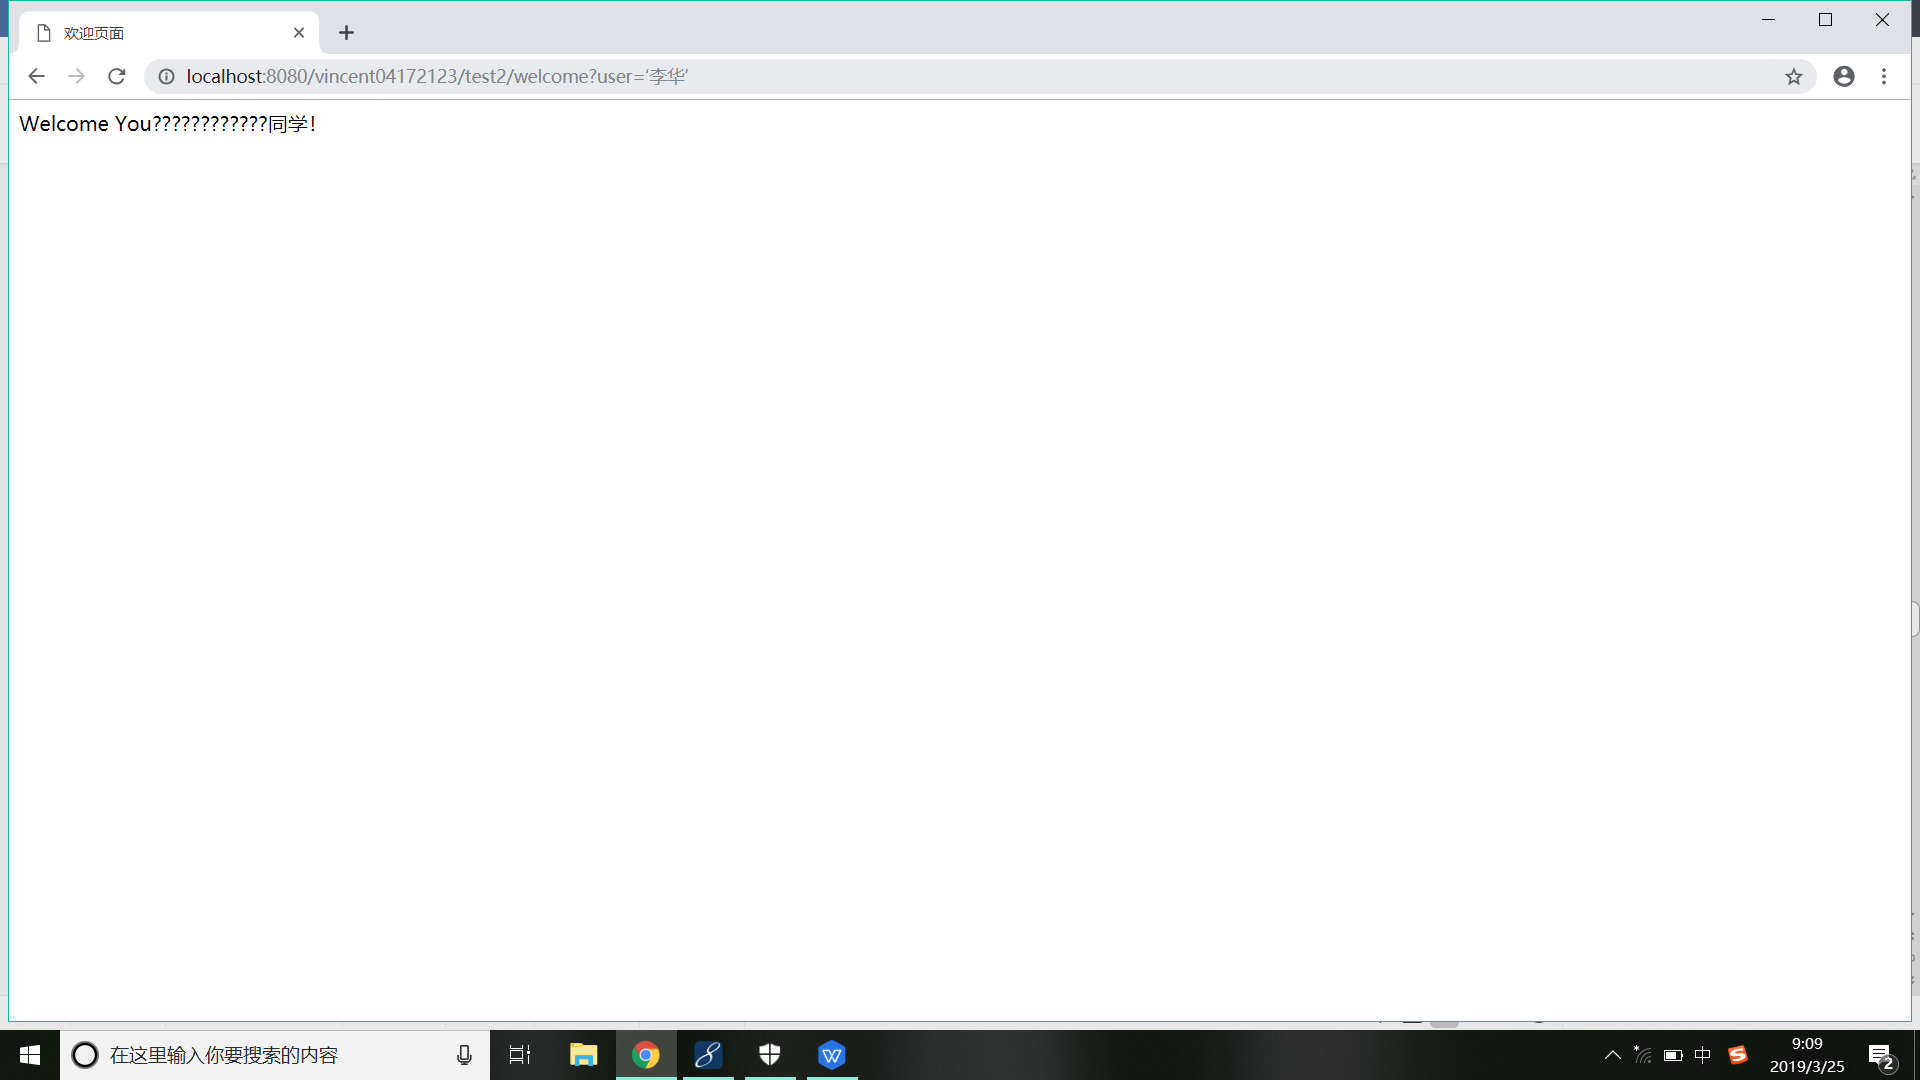 欢迎页面
localhost:8080/vincent04172123/test2/welcome?user=‘李华’
Welcome You????????????同学！
在这里输入你要搜索的内容
中
9:09
2019/3/25
2